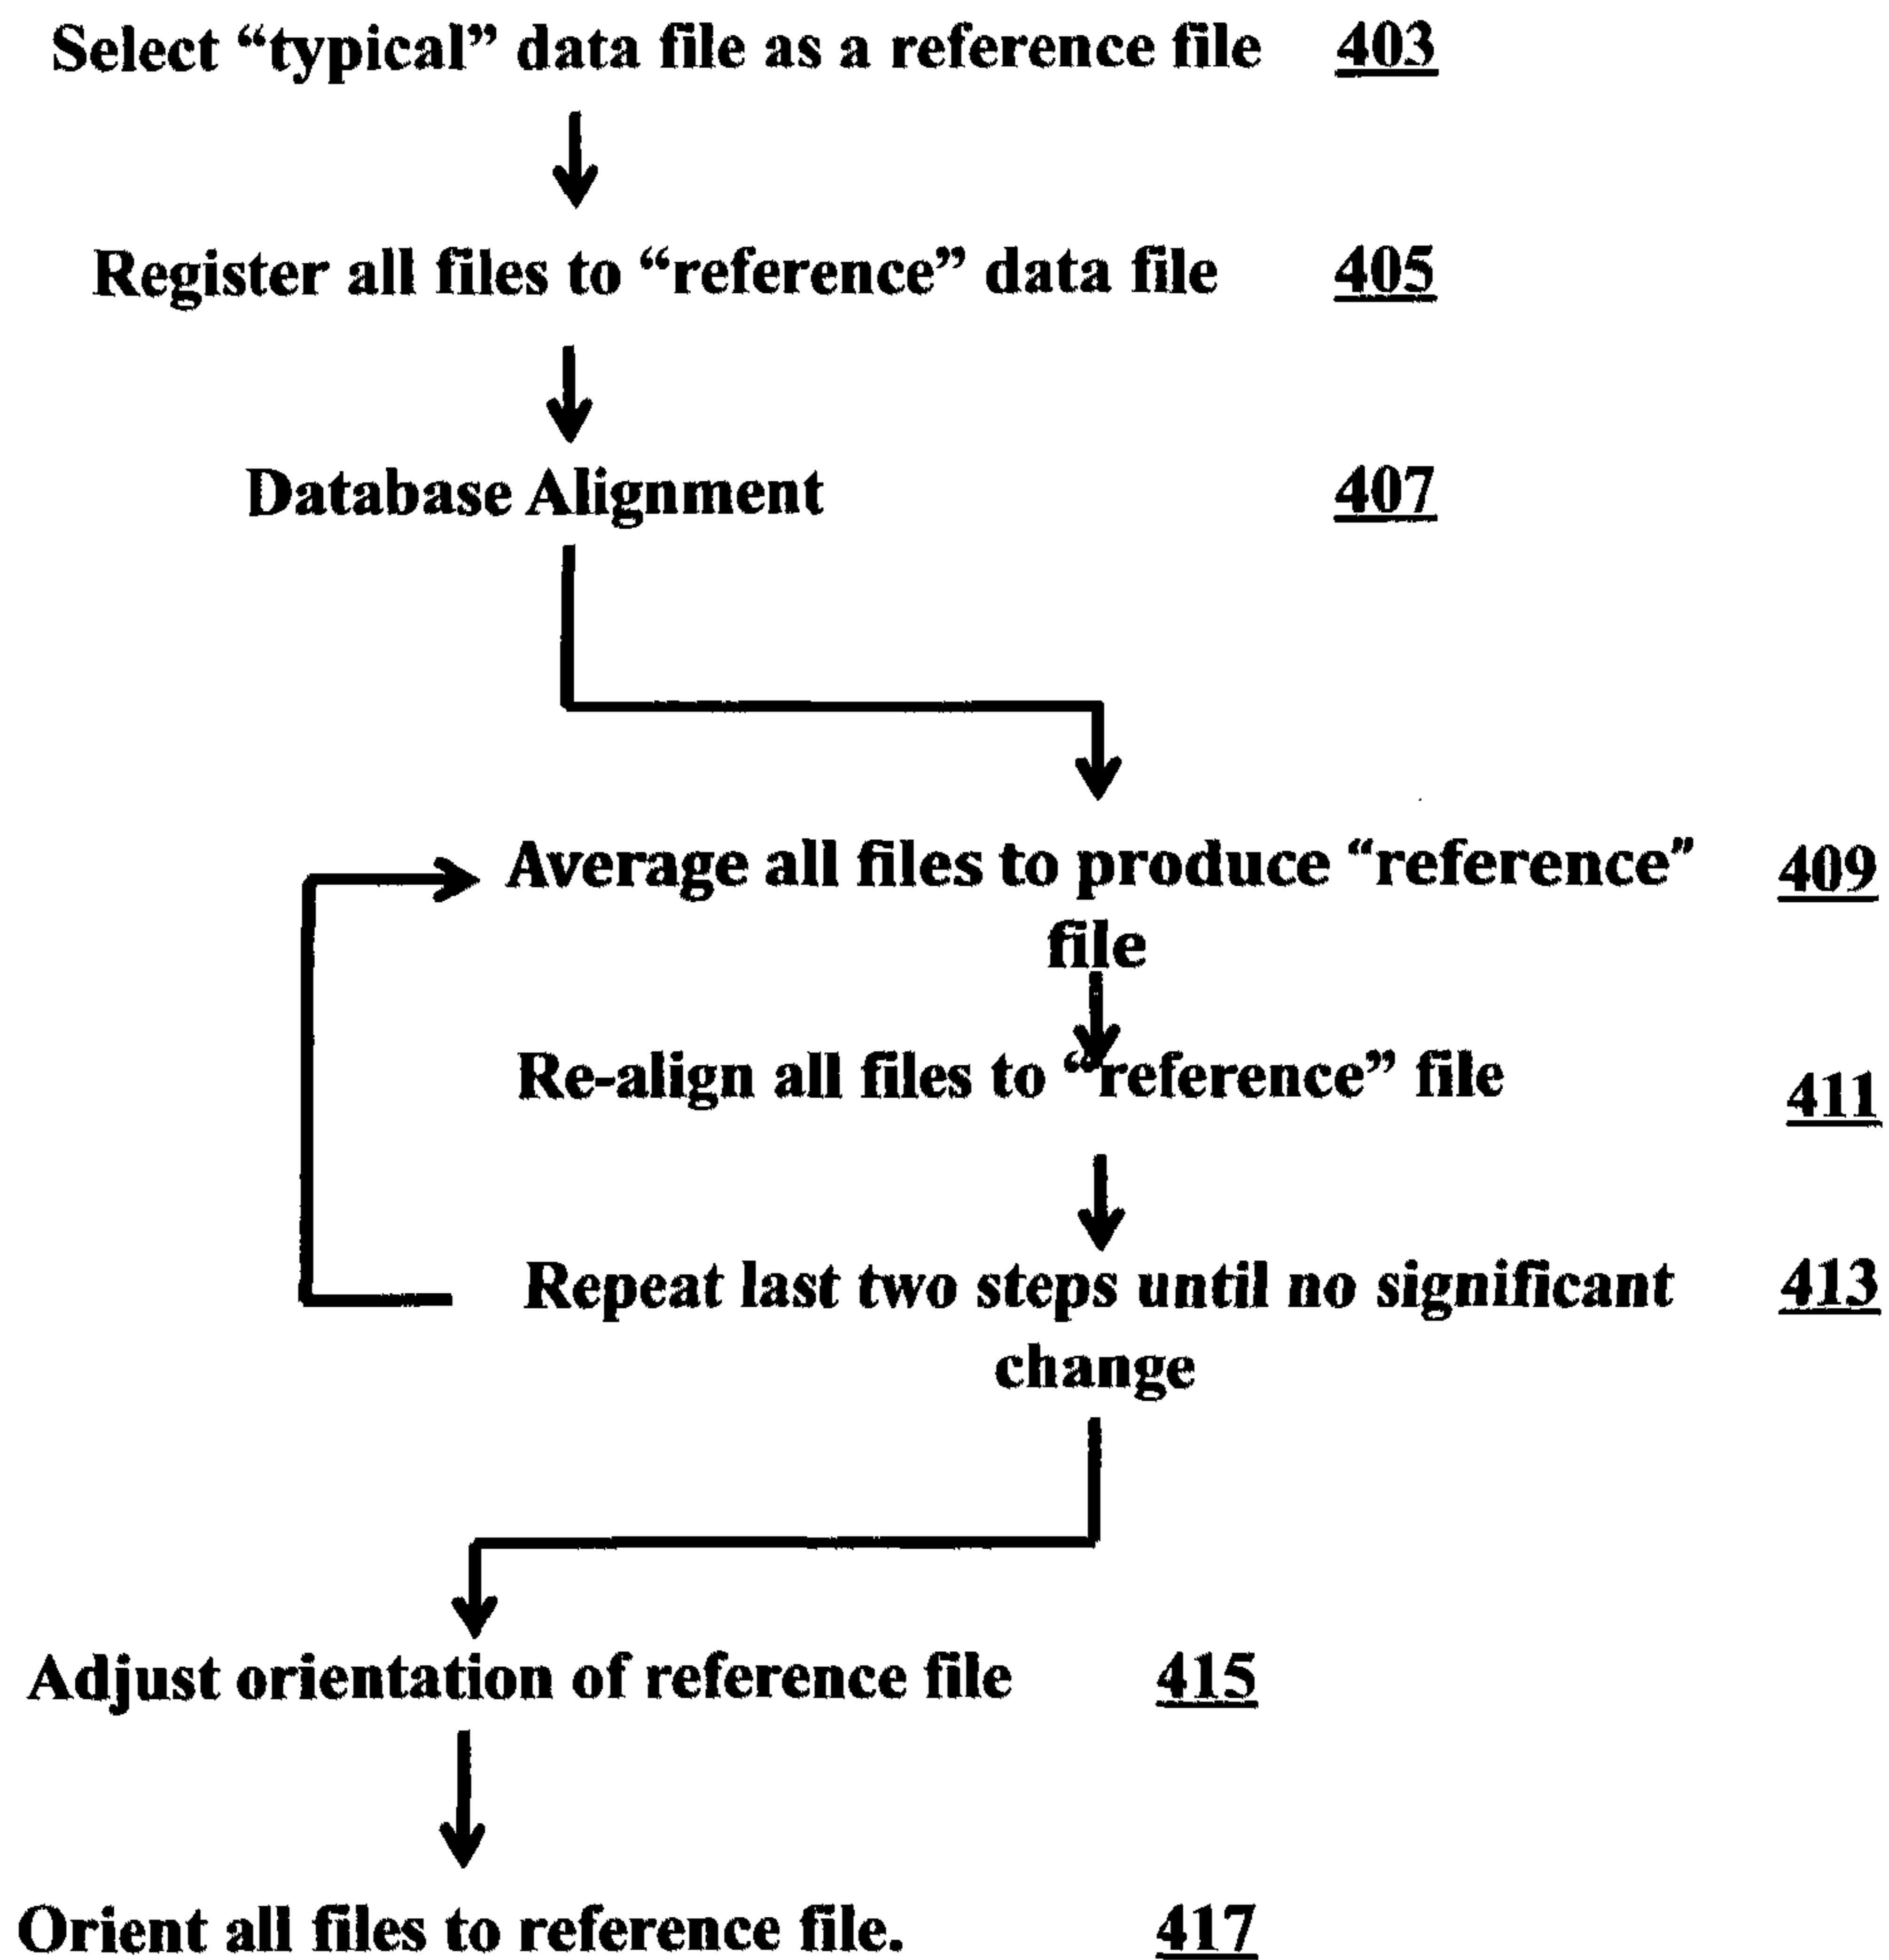 Select “typical” data file as a reference file 403
Register all files to “reference” data file 405
Database Alignment 407
Average all files to produce “reference” 409
file
Re-align all files to “reference” file 411
Repeat last two steps until no significant 413
change
Adjust orientation of reference file 415
Orient all files to reference file. 417